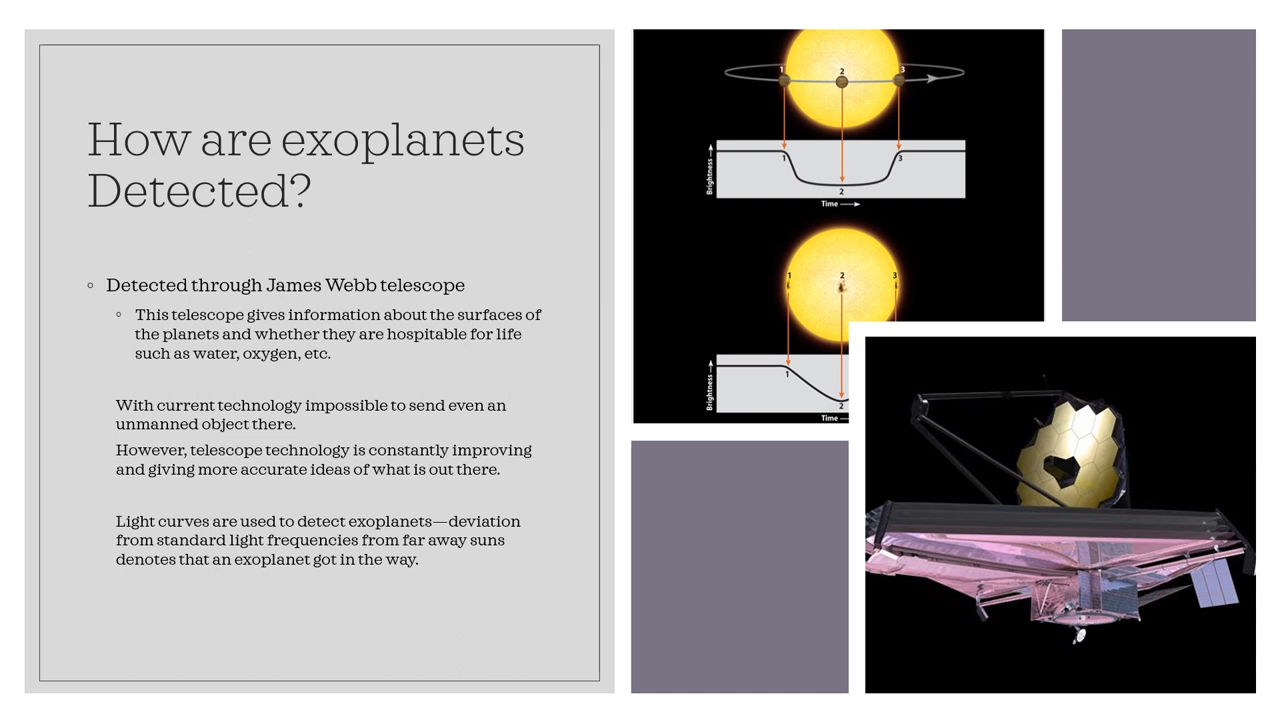 How are exoplanets
Detected?
Detected through James Webb telescope
This telescope gives information about the surfaces of
the planets and whether they are hospitable for life
such as water, oxygen, etc.
With current technology impossible to send even an
unmanned object there.
However, telescope technology is constantly improving
and giving more accurate ideas of what is out there.
Light curves are used to detect exoplanets—deviation
from standard light frequencies from far away suns
denotes that an exoplanet got in the way.
1 2 3
Brightness
1 3
2
Time
1 2 3
Brightness
1
2
Time